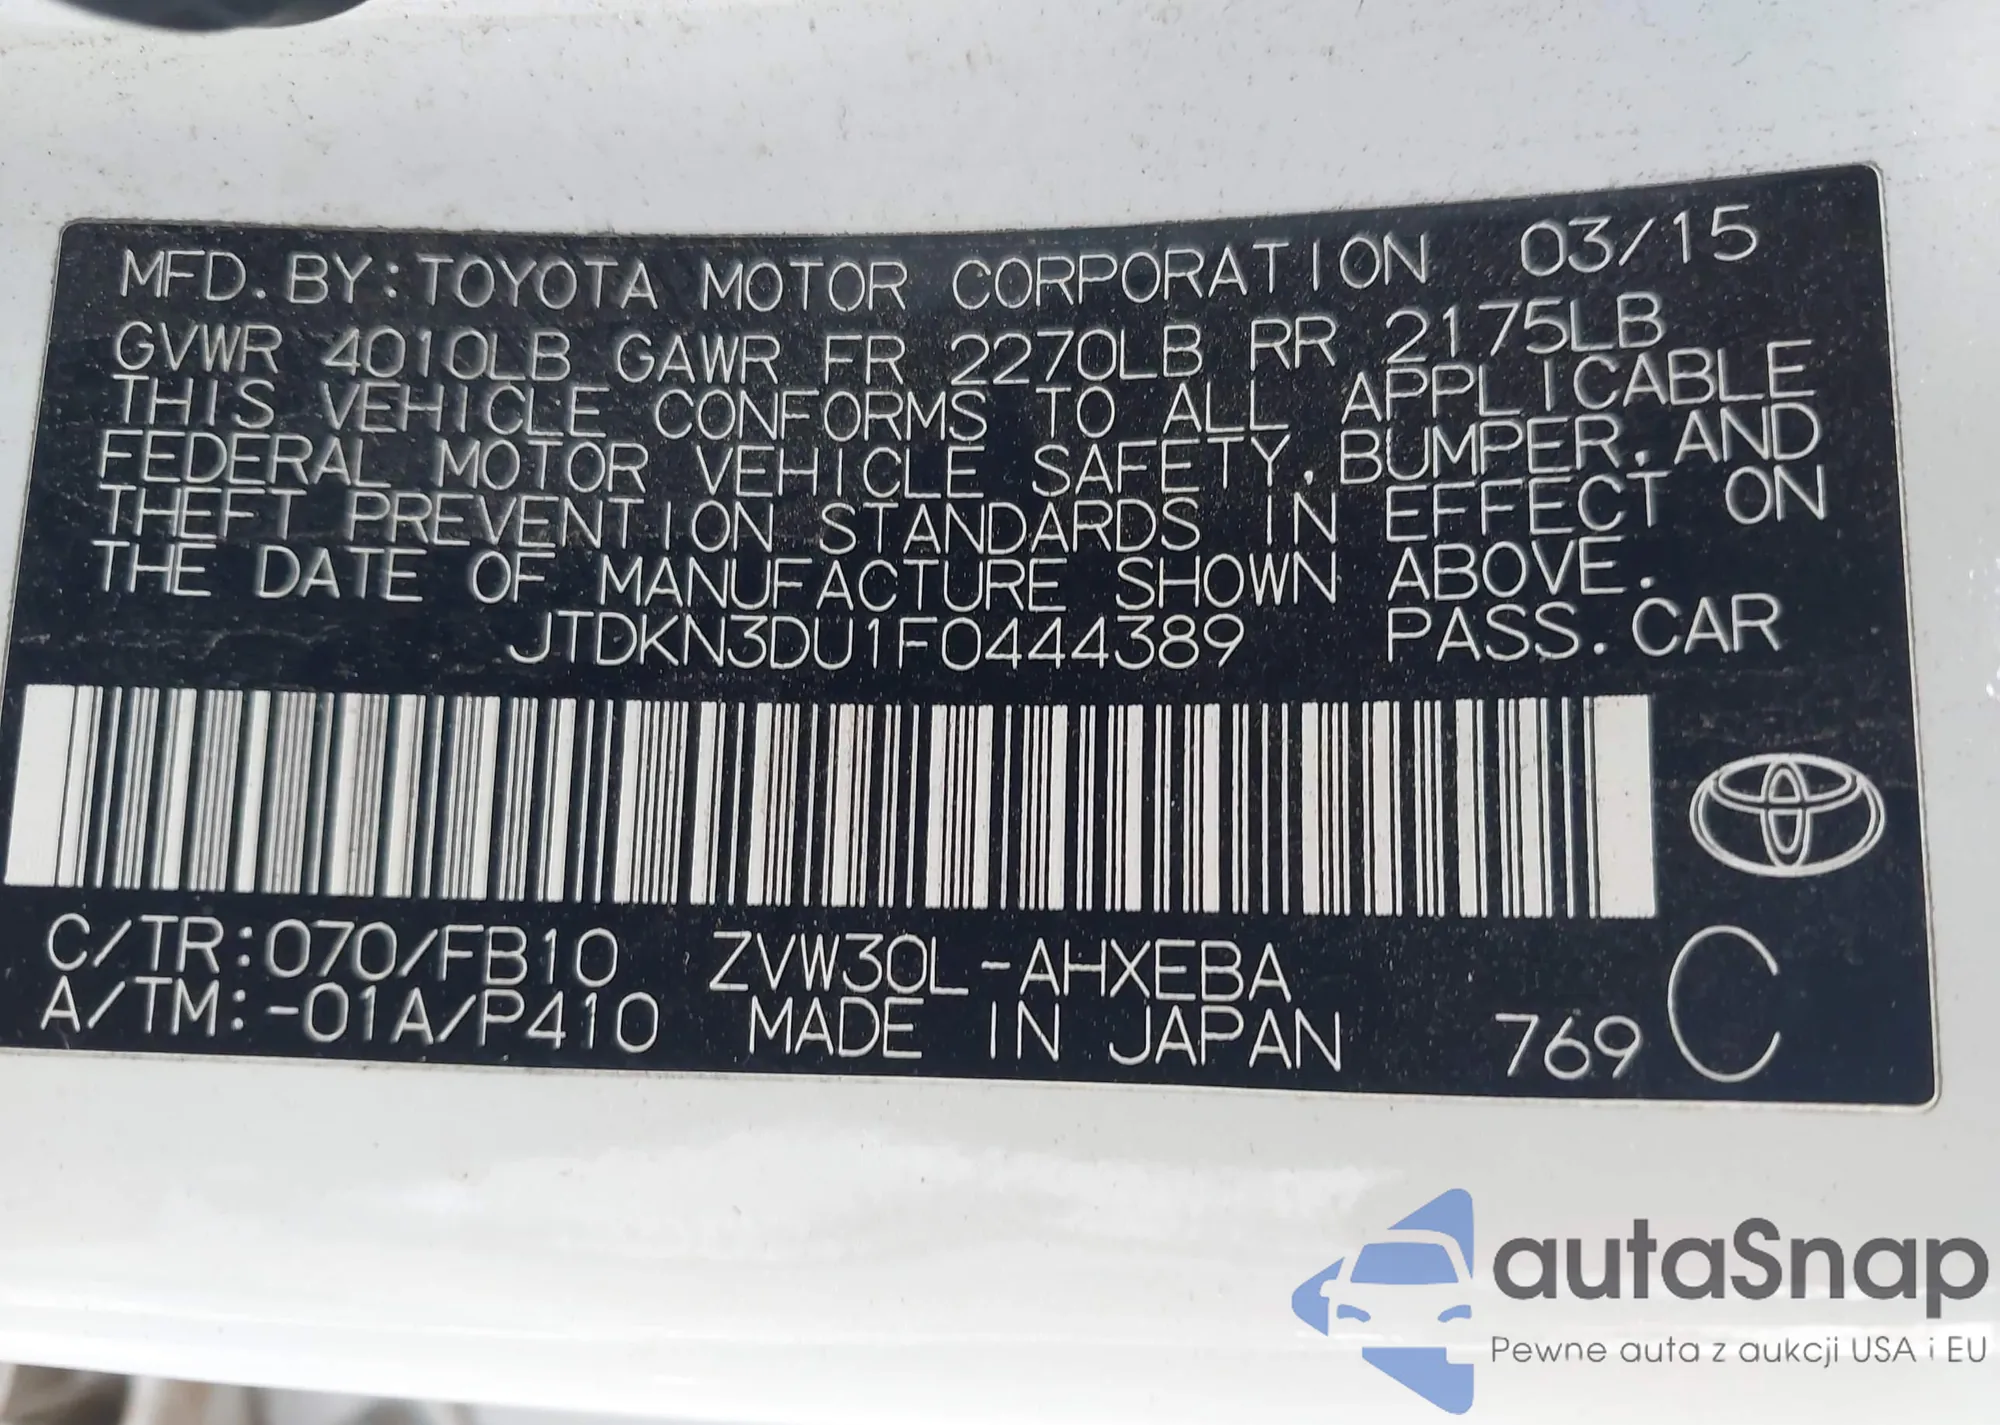 MFD. BY: TOYOTA MOTOR CORPORATION 03/15
GVWR 4010LB GAWR FR 2270LB RR 2175LB
THIS VEHICLE CONFORMS TO ALL APPLICABLE
FEDERAL MOTOR VEHICLE SAFETY, BUMPER, AND
THEFT PREVENTION STANDARDS IN EFFECT ON
THE DATE OF MANUFACTURE SHOWN ABOVE.
JTDKN3DU1F0444389 PASS. CAR
C/TR:070/FB10 ZVW30L-AHXEBA
A/TM:-01A/P410 MADE IN JAPAN 769 C
autaSnap
Pewne auta z aukcji USA i EU